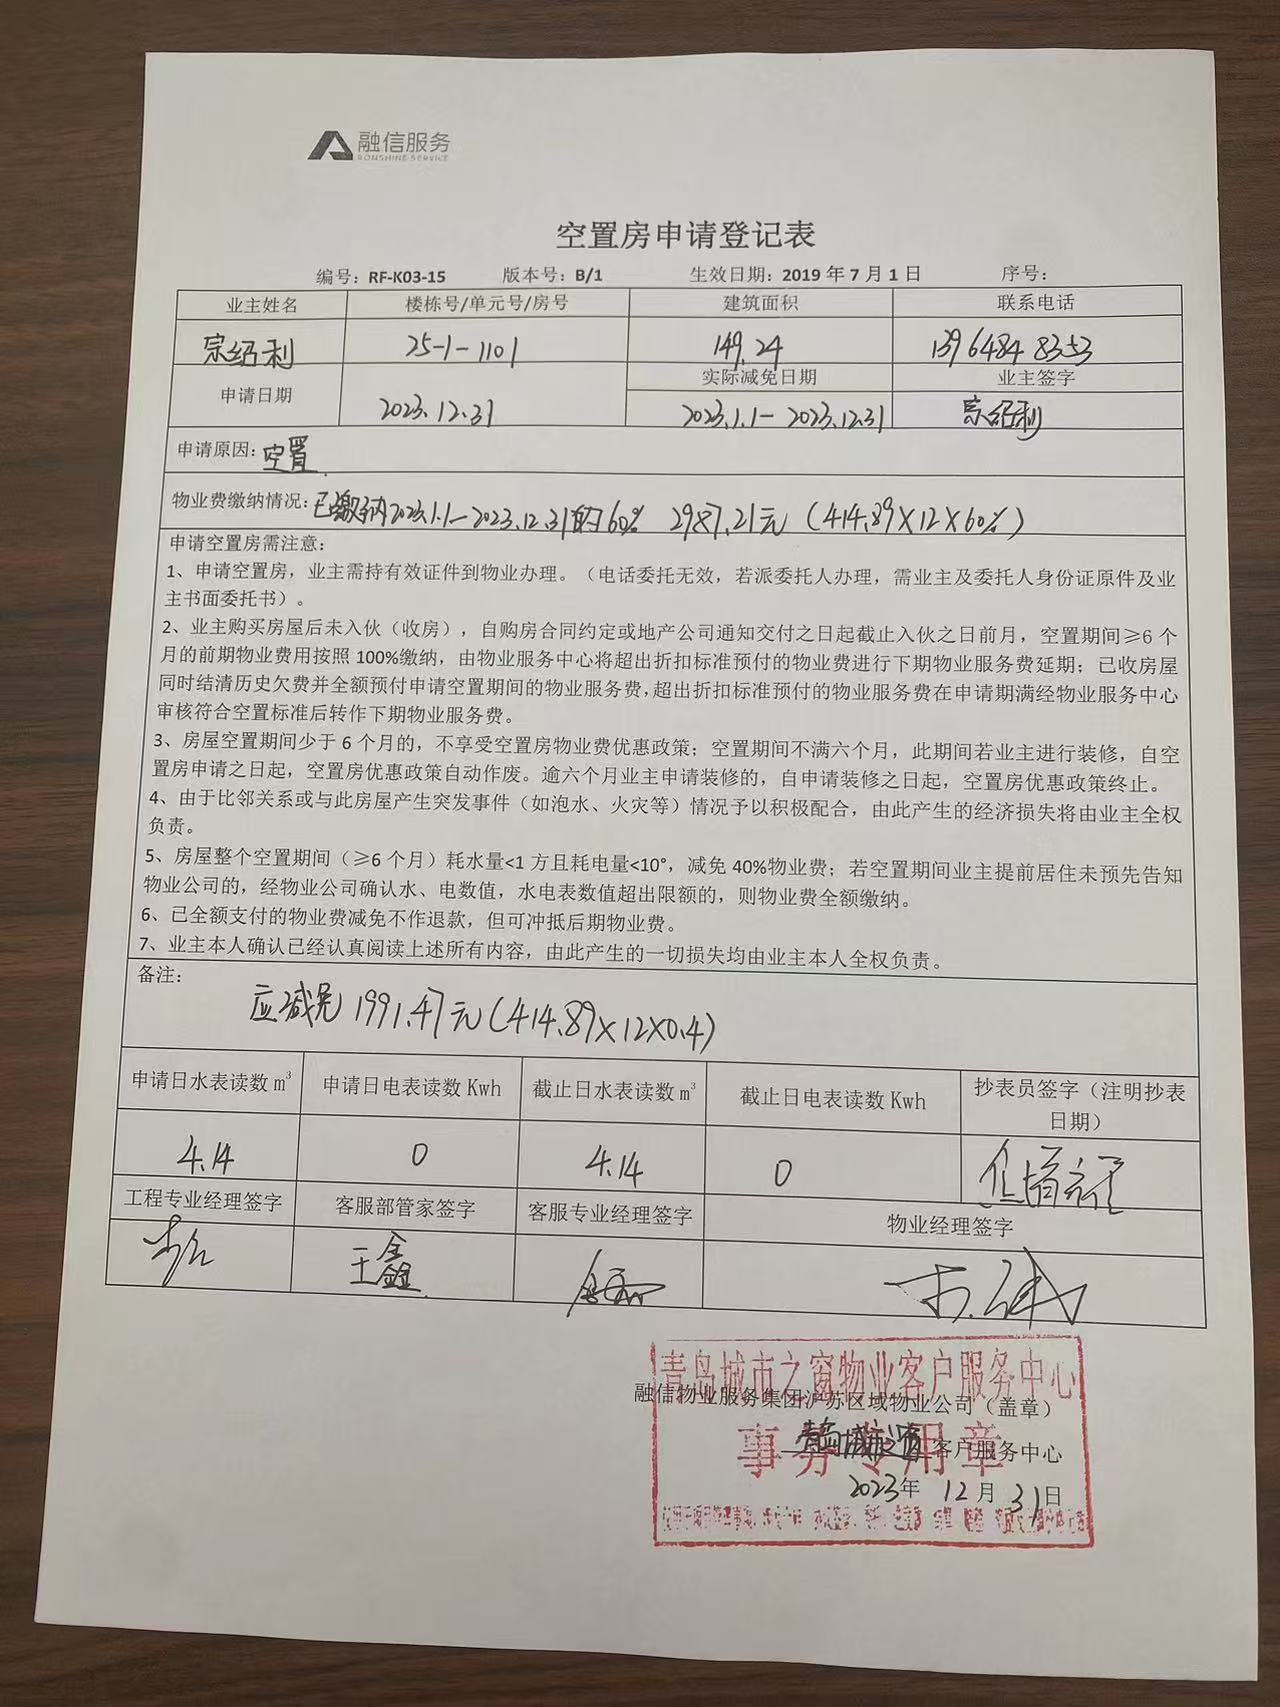 融信服务
RONSHINE SERVICE
空置房申请登记表
编号：RF-K03-15 版本号：B/1 生效日期：2019年7月1日 序号：
业主姓名 楼栋号/单元号/房号 建筑面积 联系电话
宗绍利 25-1-1101 149.24 13964848353
申请日期 2023.12.31 实际减免日期 业主签字
2023.1.1-2023.12.31 宗绍利
申请原因：空置
物业费缴纳情况：已缴纳2023.1.1-2023.12.31的60% 2987.21元（414.89×12×60%）
申请空置房需注意：
1、申请空置房，业主需持有效证件到物业办理。（电话委托无效，若派委托人办理，需业主及委托人身份证原件及业
主书面委托书）。
2、业主购买房屋后未入伙（收房），自购房合同约定或地产公司通知交付之日起截止入伙之日前月，空置期间≥6个
月的前期物业费用按照100%缴纳，由物业服务中心将超出折扣标准预付的物业费进行下期物业服务费延期；已收房屋
同时结清历史欠费并全额预付申请空置期间的物业服务费，超出折扣标准预付的物业服务费在申请期满经物业服务中心
审核符合空置标准后转作下期物业服务费。
3、房屋空置期间少于6个月的，不享受空置房物业费优惠政策；空置期间不满六个月，此期间若业主进行装修，自空
置房申请之日起，空置房优惠政策自动作废。逾六个月业主申请装修的，自申请装修之日起，空置房优惠政策终止。
4、由于比邻关系或与此房屋产生突发事件（如泡水、火灾等）情况予以积极配合，由此产生的经济损失将由业主全权
负责。
5、房屋整个空置期间（≥6个月）耗水量<1方且耗电量<10°，减免40%物业费；若空置期间业主提前居住未预先告知
物业公司的，经物业公司确认水、电数值，水电表数值超出限额的，则物业费全额缴纳。
6、已全额支付的物业费减免不作退款，但可冲抵后期物业费。
7、业主本人确认已经认真阅读上述所有内容，由此产生的一切损失均由业主本人全权负责。
备注：
应减免1991.47元（414.89×12×0.4）
申请日水表读数m³ 申请日电表读数Kwh 截止日水表读数m³ 截止日电表读数Kwh 抄表员签字（注明抄表
日期）
4.14 0 4.14 0
工程专业经理签字 客服部管家签字 客服专业经理签字 物业经理签字
王鑫
青岛城市之窗物业客户服务中心
融信物业服务集团沪苏区域物业公司（盖章）
事务专用章
青岛城市之窗客户服务中心
2023年12月31日